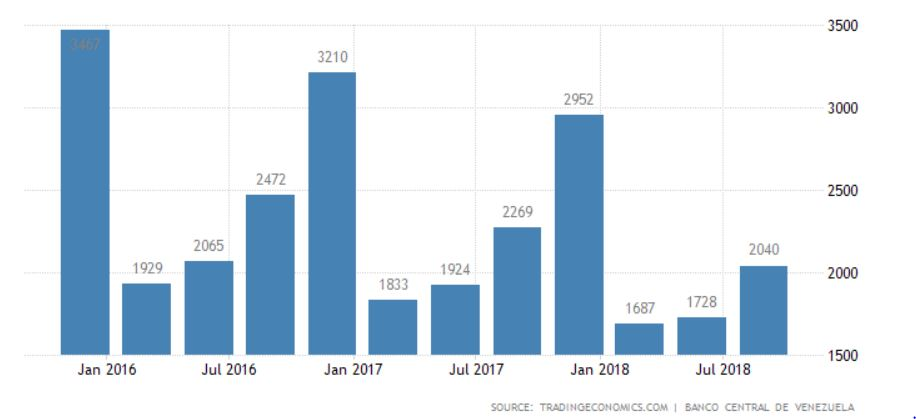 3500
3467
3210
2952
3000
2472
2500
2269
2065
2040
1929
1924
2000
1833
1687
1728
1500
Jan 2016
Jul 2016
Jan 2017
Jul 2017
Jan 2018
Jul 2018
SOURCE: TRADINGECONOMICS.COM | BANCO CENTRAL DE VENEZUELA